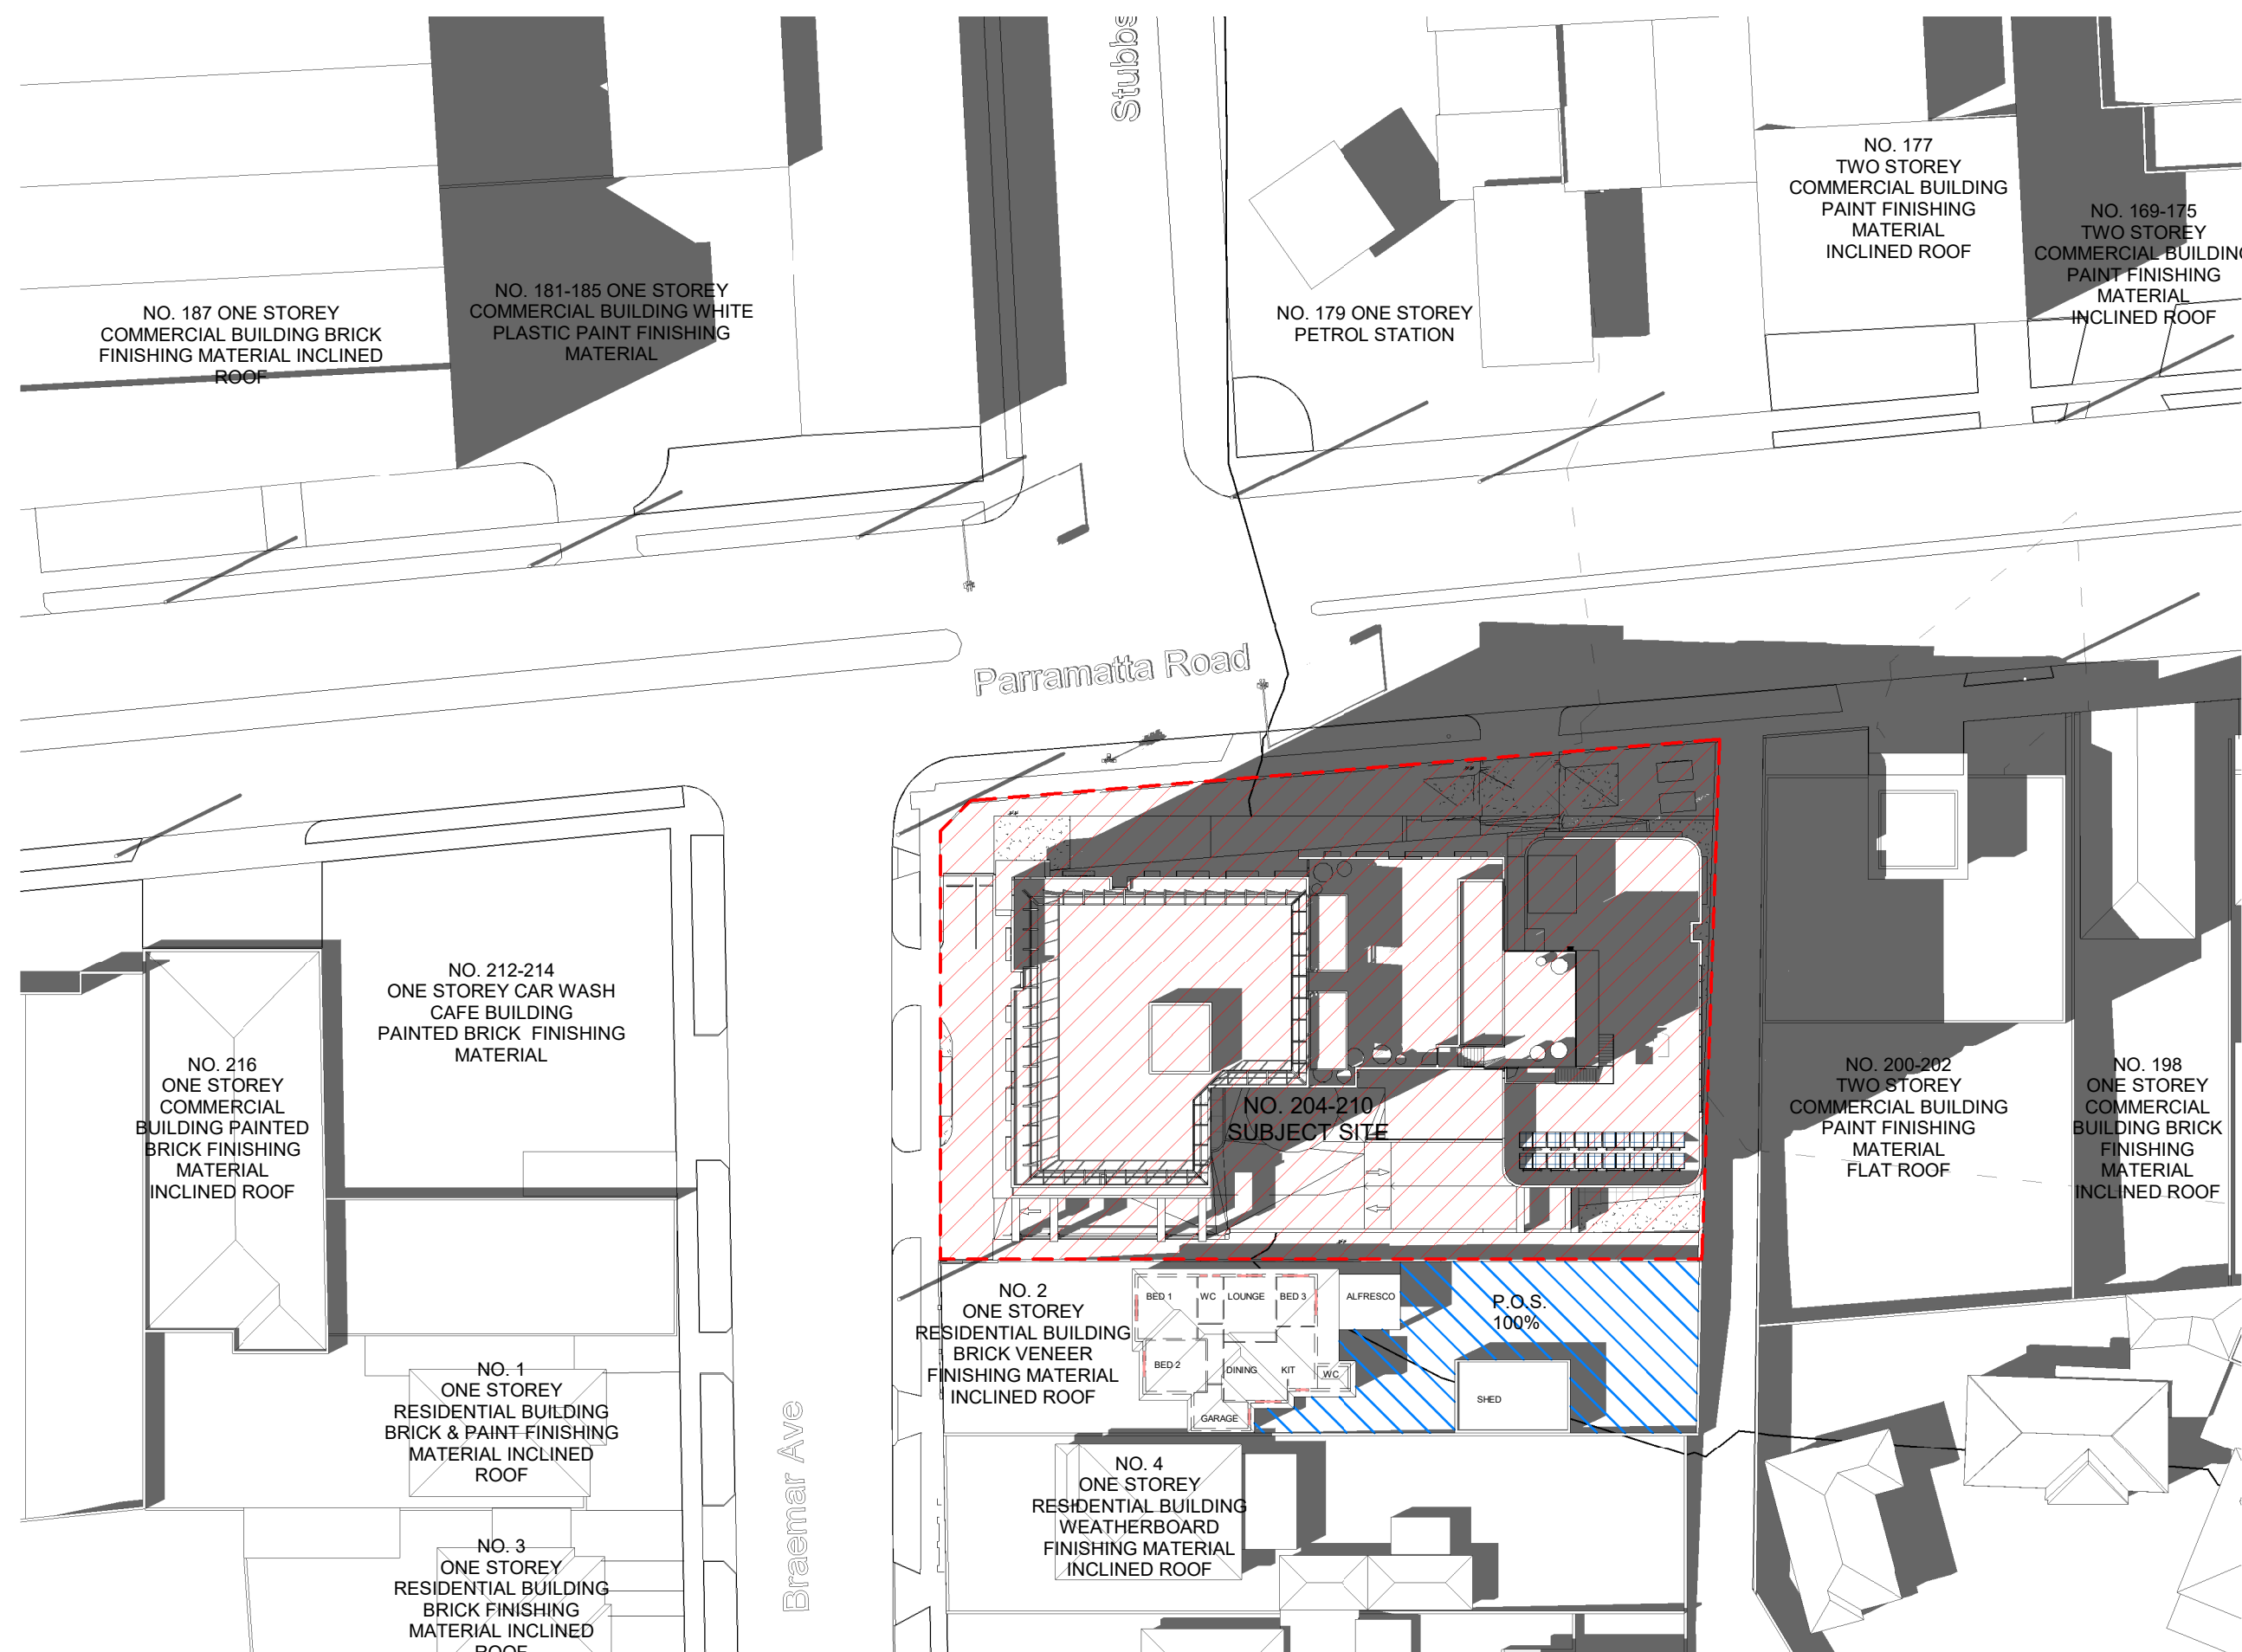 Stubbs
NO. 177
TWO STOREY
COMMERCIAL BUILDING
PAINT FINISHING
MATERIAL
INCLINED ROOF
NO. 169-175
TWO STOREY
COMMERCIAL BUILDING
PAINT FINISHING
MATERIAL
INCLINED ROOF
NO. 187 ONE STOREY
COMMERCIAL BUILDING BRICK
FINISHING MATERIAL INCLINED
ROOF
NO. 181-185 ONE STOREY
COMMERCIAL BUILDING WHITE
PLASTIC PAINT FINISHING
MATERIAL
NO. 179 ONE STOREY
PETROL STATION
Parramatta Road
NO. 212-214
ONE STOREY CAR WASH
CAFE BUILDING
PAINTED BRICK FINISHING
MATERIAL
NO. 216
ONE STOREY
COMMERCIAL
BUILDING PAINTED
BRICK FINISHING
MATERIAL
INCLINED ROOF
NO. 204-210
SUBJECT SITE
NO. 200-202
TWO STOREY
COMMERCIAL BUILDING
PAINT FINISHING
MATERIAL
FLAT ROOF
NO. 198
ONE STOREY
COMMERCIAL
BUILDING BRICK
FINISHING
MATERIAL
INCLINED ROOF
NO. 2
ONE STOREY
RESIDENTIAL BUILDING
BRICK VENEER
FINISHING MATERIAL
INCLINED ROOF
BED 1
WC
LOUNGE
BED 3
ALFRESCO
P.O.S.
100%
BED 2
DINING
KIT
WC
GARAGE
SHED
NO. 1
ONE STOREY
RESIDENTIAL BUILDING
BRICK & PAINT FINISHING
MATERIAL INCLINED
ROOF
Braemar Ave
NO. 4
ONE STOREY
RESIDENTIAL BUILDING
WEATHERBOARD
FINISHING MATERIAL
INCLINED ROOF
NO. 3
ONE STOREY
RESIDENTIAL BUILDING
BRICK FINISHING
MATERIAL INCLINED
ROOF